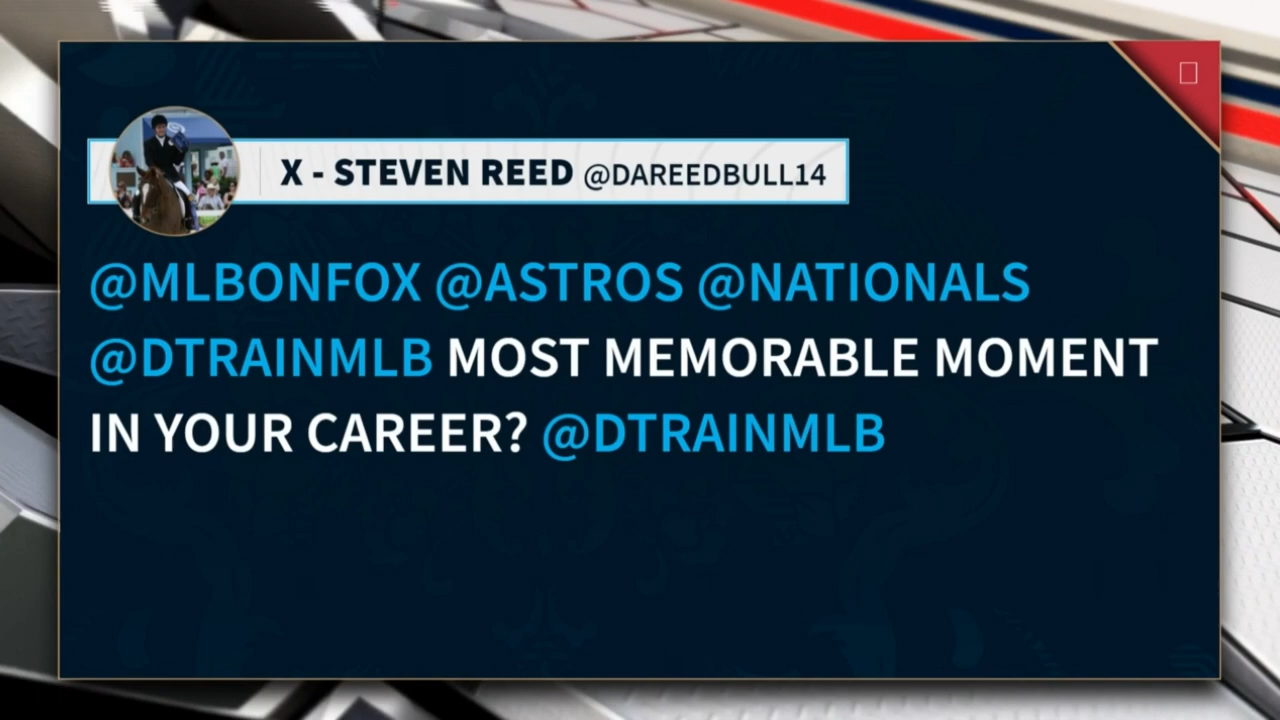 X - STEVEN REED @DAREEDBULL14
@MLBONFOX @ASTROS @NATIONALS
@DTRAINMLB MOST MEMORABLE MOMENT
IN YOUR CAREER? @DTRAINMLB